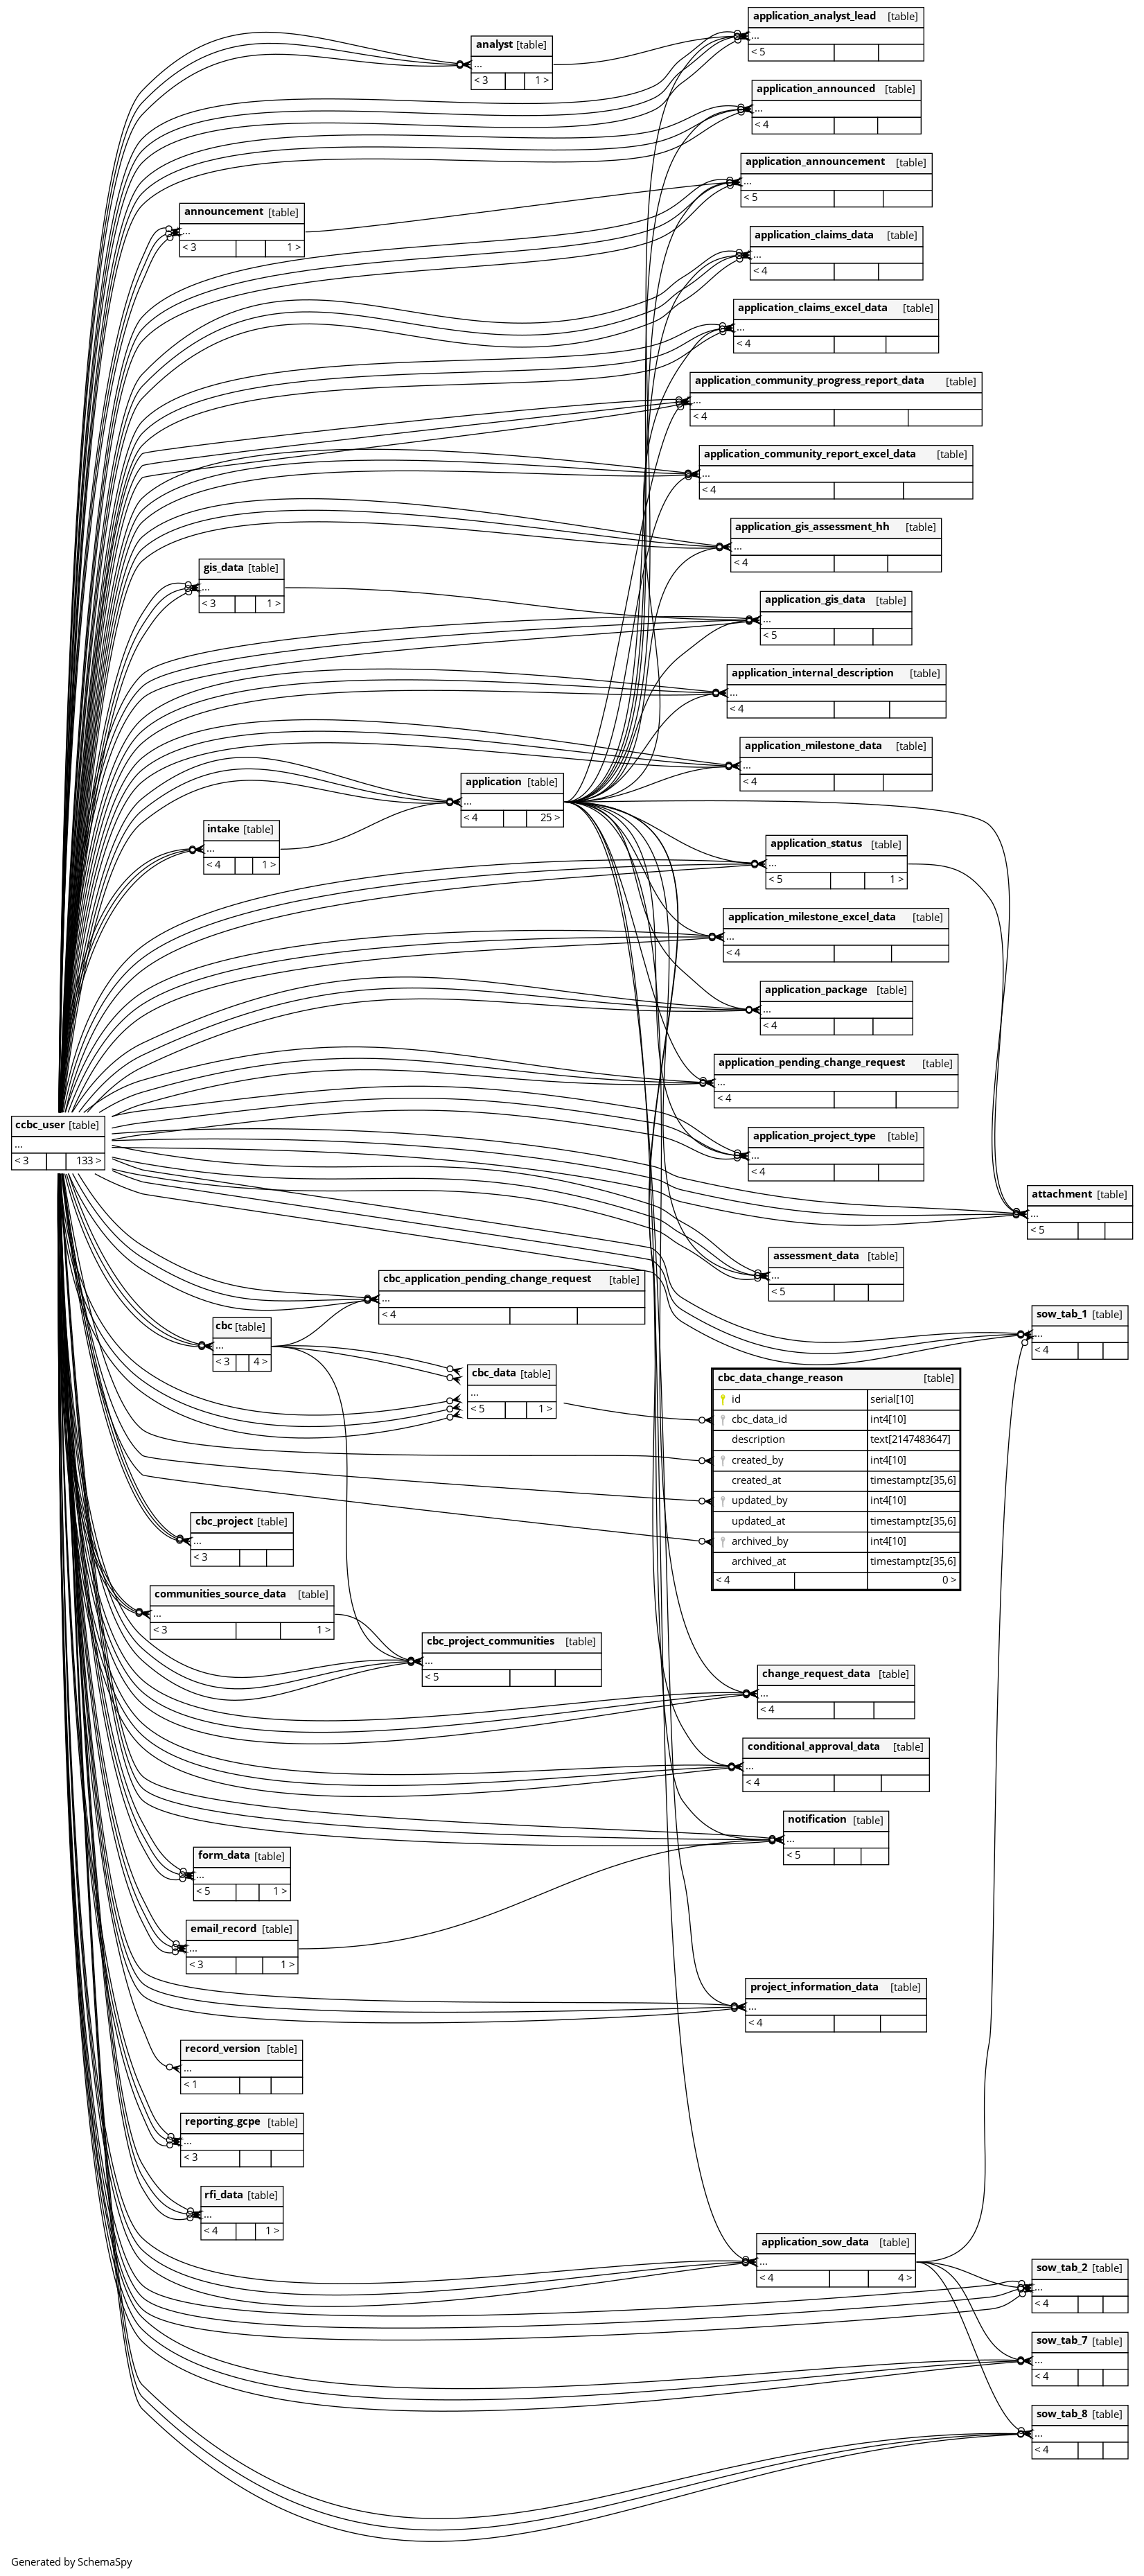 application_analyst_lead [table]
...
< 5
analyst [table]
...
< 3 1 >
application_announced [table]
...
< 4
application_announcement [table]
...
< 5
announcement [table]
...
< 3 1 >
application_claims_data [table]
...
< 4
application_claims_excel_data [table]
...
< 4
application_community_progress_report_data [table]
...
< 4
application_community_report_excel_data [table]
...
< 4
application_gis_assessment_hh [table]
...
< 4
gis_data [table]
...
< 3 1 >
application_gis_data [table]
...
< 5
application_internal_description [table]
...
< 4
application_milestone_data [table]
...
< 4
application [table]
...
< 4 25 >
intake [table]
...
< 4 1 >
application_status [table]
...
< 5 1 >
application_milestone_excel_data [table]
...
< 4
application_package [table]
...
< 4
application_pending_change_request [table]
...
< 4
ccbc_user [table]
...
< 3 133 >
application_project_type [table]
...
< 4
attachment [table]
...
< 5
assessment_data [table]
...
< 5
cbc_application_pending_change_request [table]
...
< 4
cbc [table]
...
< 3 4 >
sow_tab_1 [table]
...
< 4
cbc_data [table]
...
< 5 1 >
cbc_data_change_reason [table]
id serial[10]
cbc_data_id int4[10]
description text[2147483647]
created_by int4[10]
created_at timestamptz[35,6]
updated_by int4[10]
updated_at timestamptz[35,6]
archived_by int4[10]
archived_at timestamptz[35,6]
< 4 0 >
cbc_project [table]
...
< 3
communities_source_data [table]
...
< 3 1 >
cbc_project_communities [table]
...
< 5
change_request_data [table]
...
< 4
conditional_approval_data [table]
...
< 4
notification [table]
...
< 5
form_data [table]
...
< 5 1 >
email_record [table]
...
< 3 1 >
project_information_data [table]
...
< 4
record_version [table]
...
< 1
reporting_gcpe [table]
...
< 3
rfi_data [table]
...
< 4 1 >
application_sow_data [table]
...
< 4 4 >
sow_tab_2 [table]
...
< 4
sow_tab_7 [table]
...
< 4
sow_tab_8 [table]
...
< 4
Generated by SchemaSpy